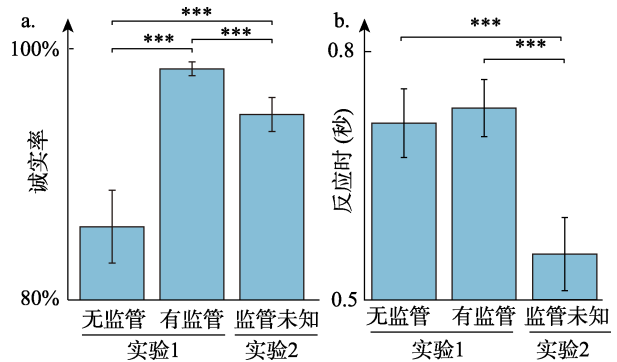 a.
***
***
***
100%
80%
诚实率
无监管
有监管
监管未知
实验1
实验2
b.
***
***
0.8
0.5
反应时 (秒)
无监管
有监管
监管未知
实验1
实验2